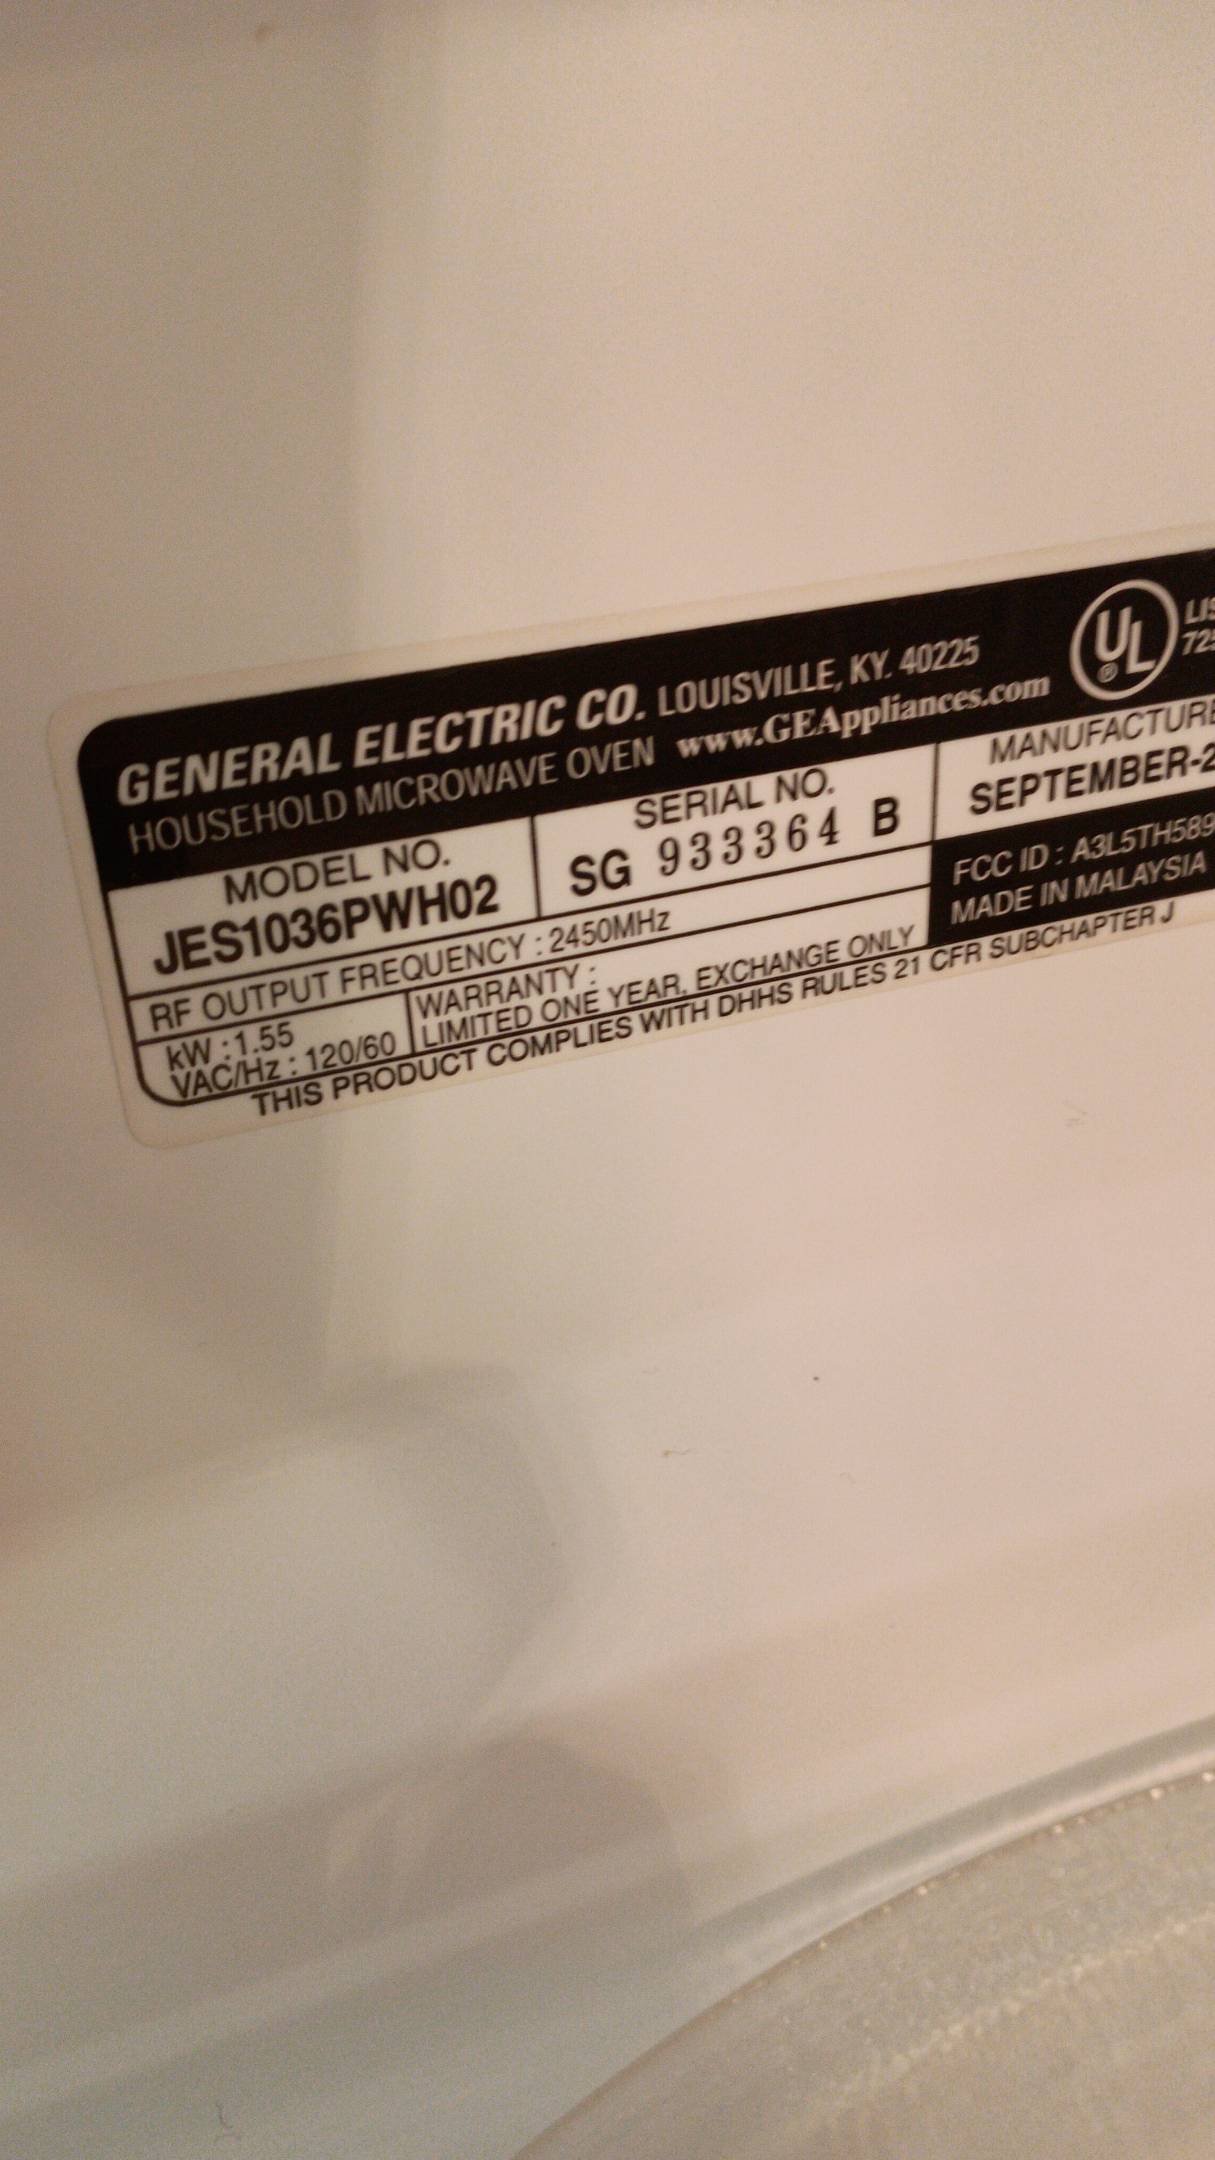 GENERAL ELECTRIC CO. LOUISVILLE, KY. 40225
HOUSEHOLD MICROWAVE OVEN www.GEAppliances.com
UL ®
MODEL NO.
JES1036PWH02
SERIAL NO.
SG 933364 B
MANUFACTURE
SEPTEMBER-2
RF OUTPUT FREQUENCY : 2450MHz
FCC ID : A3L5TH589
MADE IN MALAYSIA
kW : 1.55
VAC/Hz : 120/60
WARRANTY :
LIMITED ONE YEAR, EXCHANGE ONLY
THIS PRODUCT COMPLIES WITH DHHS RULES 21 CFR SUBCHAPTER J